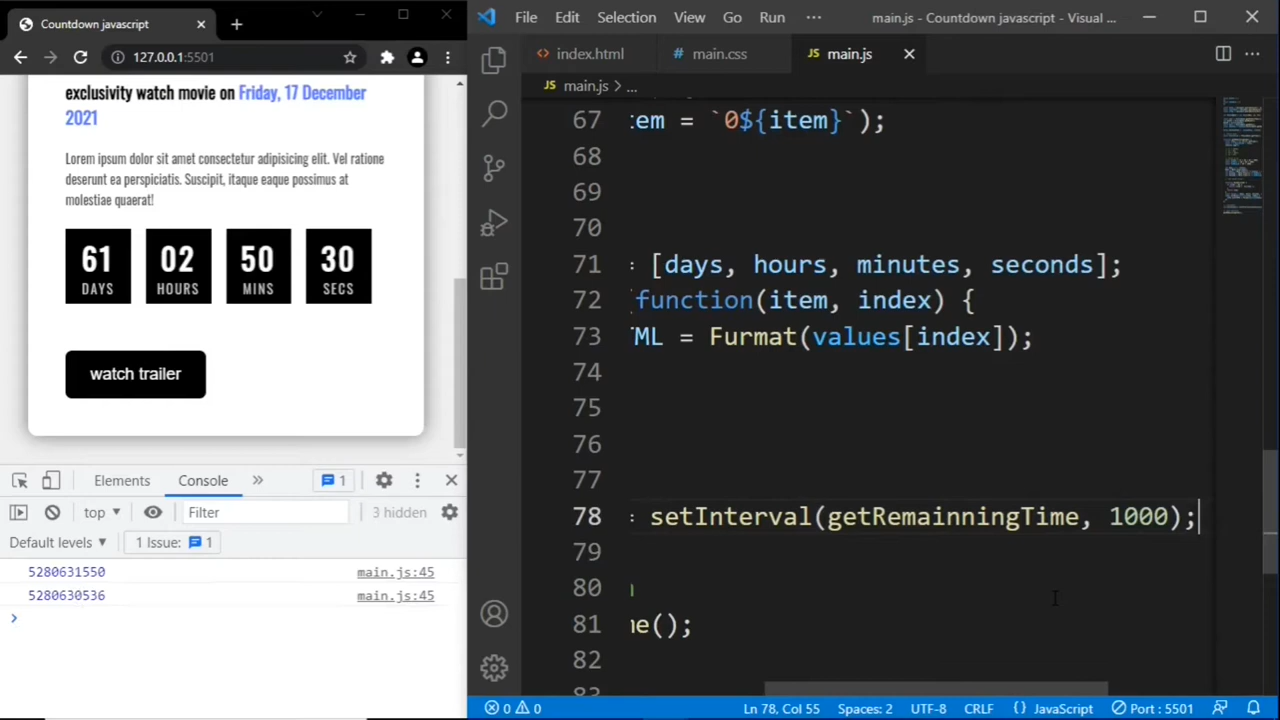 Countdown javascript
127.0.0.1:5501
exclusivity watch movie on Friday, 17 December
2021
Lorem ipsum dolor sit amet consectetur adipisicing elit. Vel ratione
deserunt ea perspiciatis. Suscipit, itaque eaque possimus at
molestiae quaerat!
61 02 50 30
DAYS HOURS MINS SECS
watch trailer
Elements Console 1
top Filter 3 hidden
Default levels 1 Issue: 1
5280631550 main.js:45
5280630536 main.js:45
File Edit Selection View Go Run main.js - Countdown javascript - Visual ...
index.html # main.css JS main.js
JS main.js > ...
67 tem = `0${item}`);
68
69
70
71 : [days, hours, minutes, seconds];
72 (function(item, index) {
73 ML = Furmat(values[index]);
74
75
76
77
78 : setInterval(getRemainningTime, 1000);
79
80
81 me();
82
83
0 0 Ln 78, Col 55 Spaces: 2 UTF-8 CRLF {} JavaScript Port : 5501